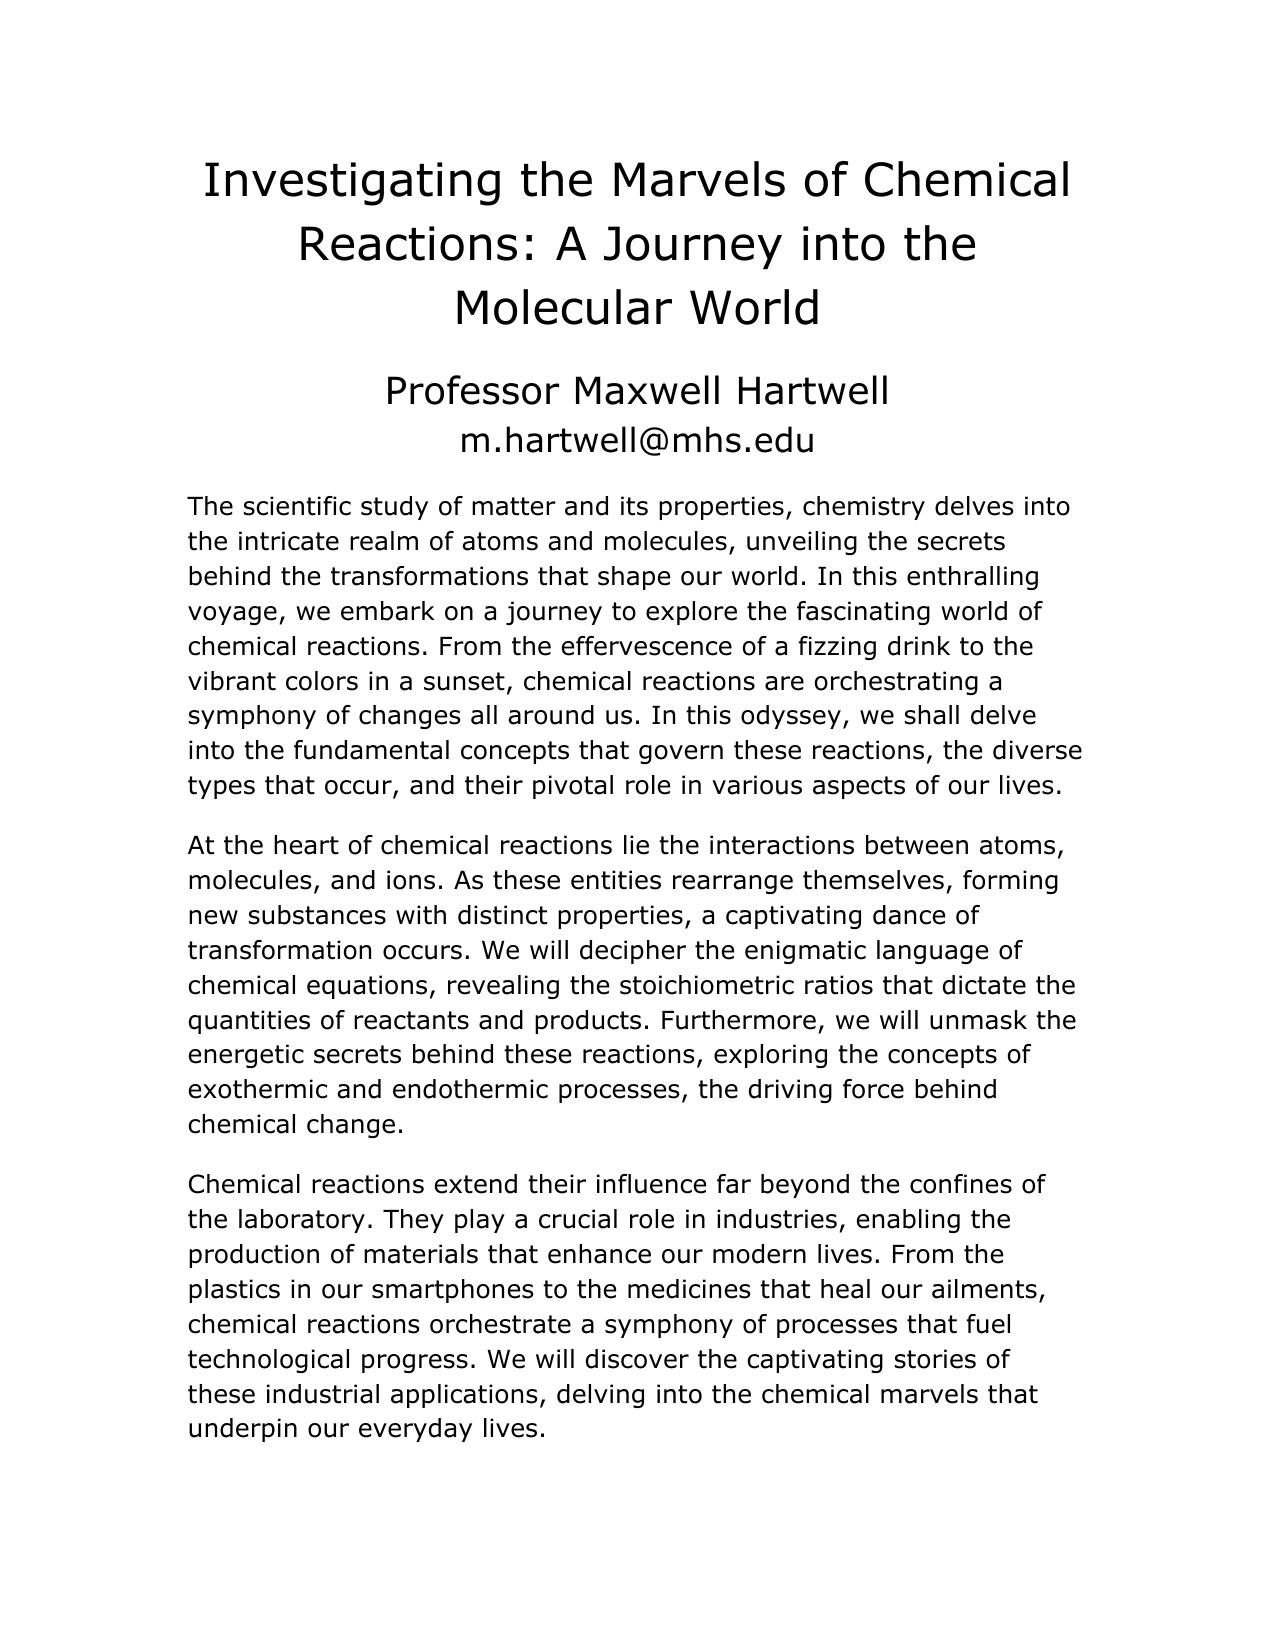 Investigating the Marvels of Chemical
Reactions: A Journey into the
Molecular World
Professor Maxwell Hartwell
m.hartwell@mhs.edu
The scientific study of matter and its properties, chemistry delves into
the intricate realm of atoms and molecules, unveiling the secrets
behind the transformations that shape our world. In this enthralling
voyage, we embark on a journey to explore the fascinating world of
chemical reactions. From the effervescence of a fizzing drink to the
vibrant colors in a sunset, chemical reactions are orchestrating a
symphony of changes all around us. In this odyssey, we shall delve
into the fundamental concepts that govern these reactions, the diverse
types that occur, and their pivotal role in various aspects of our lives.
At the heart of chemical reactions lie the interactions between atoms,
molecules, and ions. As these entities rearrange themselves, forming
new substances with distinct properties, a captivating dance of
transformation occurs. We will decipher the enigmatic language of
chemical equations, revealing the stoichiometric ratios that dictate the
quantities of reactants and products. Furthermore, we will unmask the
energetic secrets behind these reactions, exploring the concepts of
exothermic and endothermic processes, the driving force behind
chemical change.
Chemical reactions extend their influence far beyond the confines of
the laboratory. They play a crucial role in industries, enabling the
production of materials that enhance our modern lives. From the
plastics in our smartphones to the medicines that heal our ailments,
chemical reactions orchestrate a symphony of processes that fuel
technological progress. We will discover the captivating stories of
these industrial applications, delving into the chemical marvels that
underpin our everyday lives.